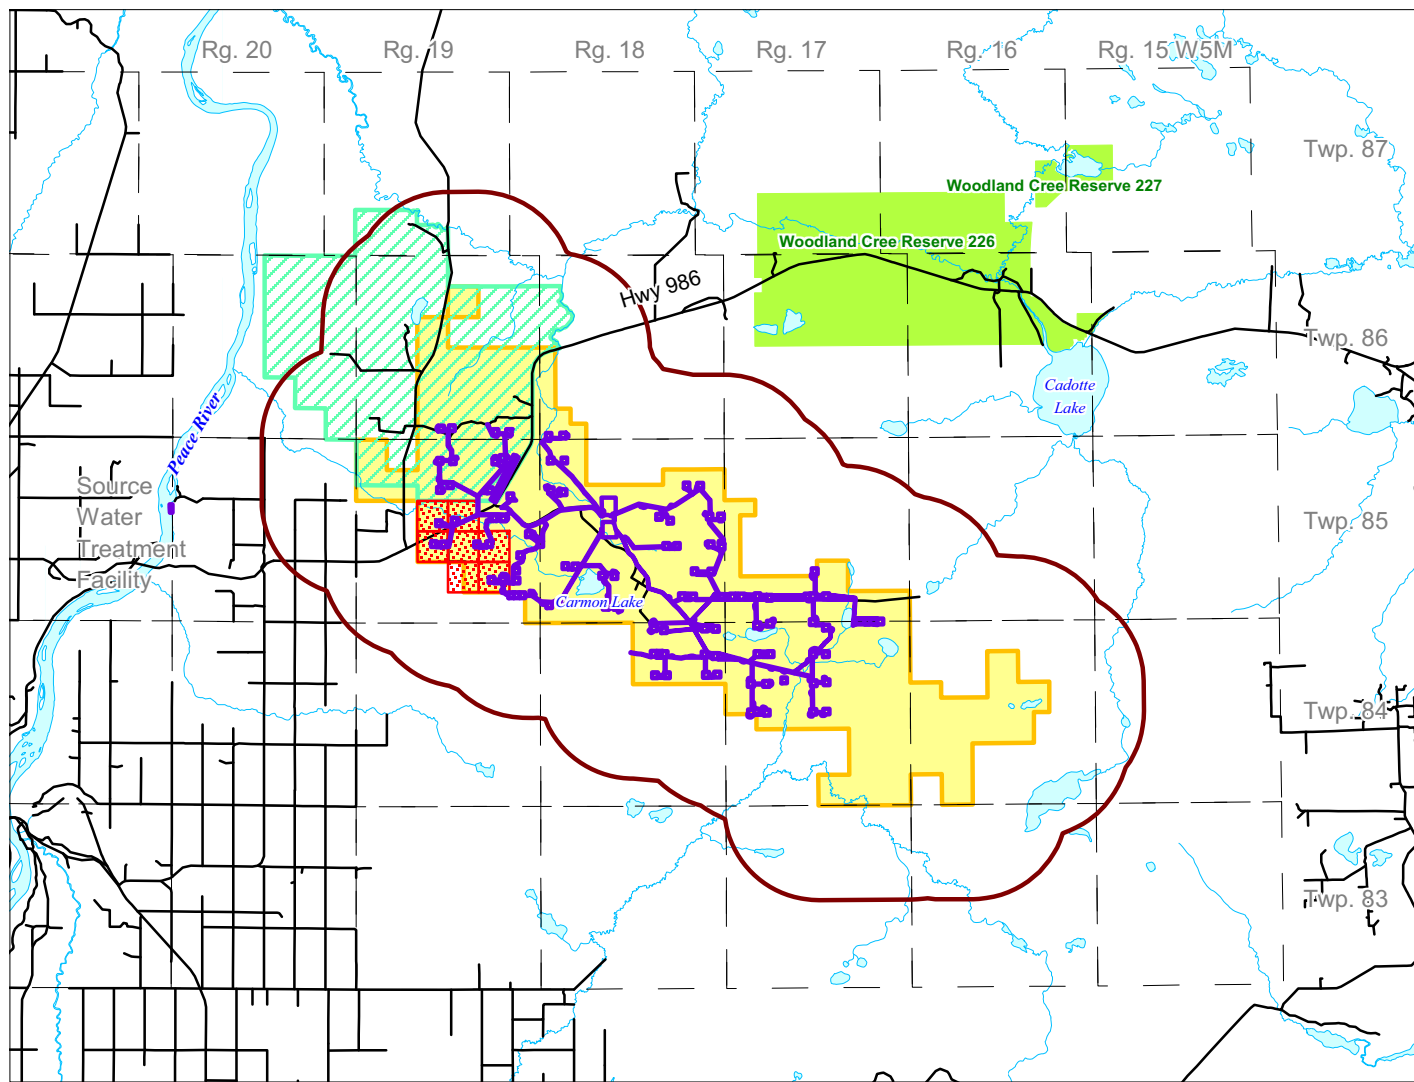 Rg. 20
Rg. 19
Rg. 18
Rg. 17
Rg. 16
Rg. 15 W5M
Twp. 87
Woodland Cree Reserve 227
Woodland Cree Reserve 226
Hwy 986
Twp. 86
Cadotte
Lake
Peace River
Source
Water
Treatment
Facility
Twp. 85
Carmon Lake
Twp. 84
Twp. 83